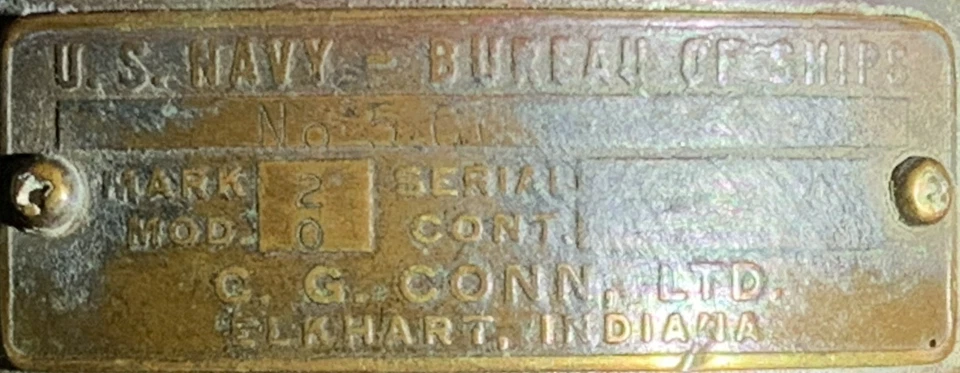 U. S. NAVY - BUREAU OF SHIPS
No 5
MARK 2 SERIAL
MOD. 0 CONT.
C. G. CONN, LTD.
ELKHART, INDIANA